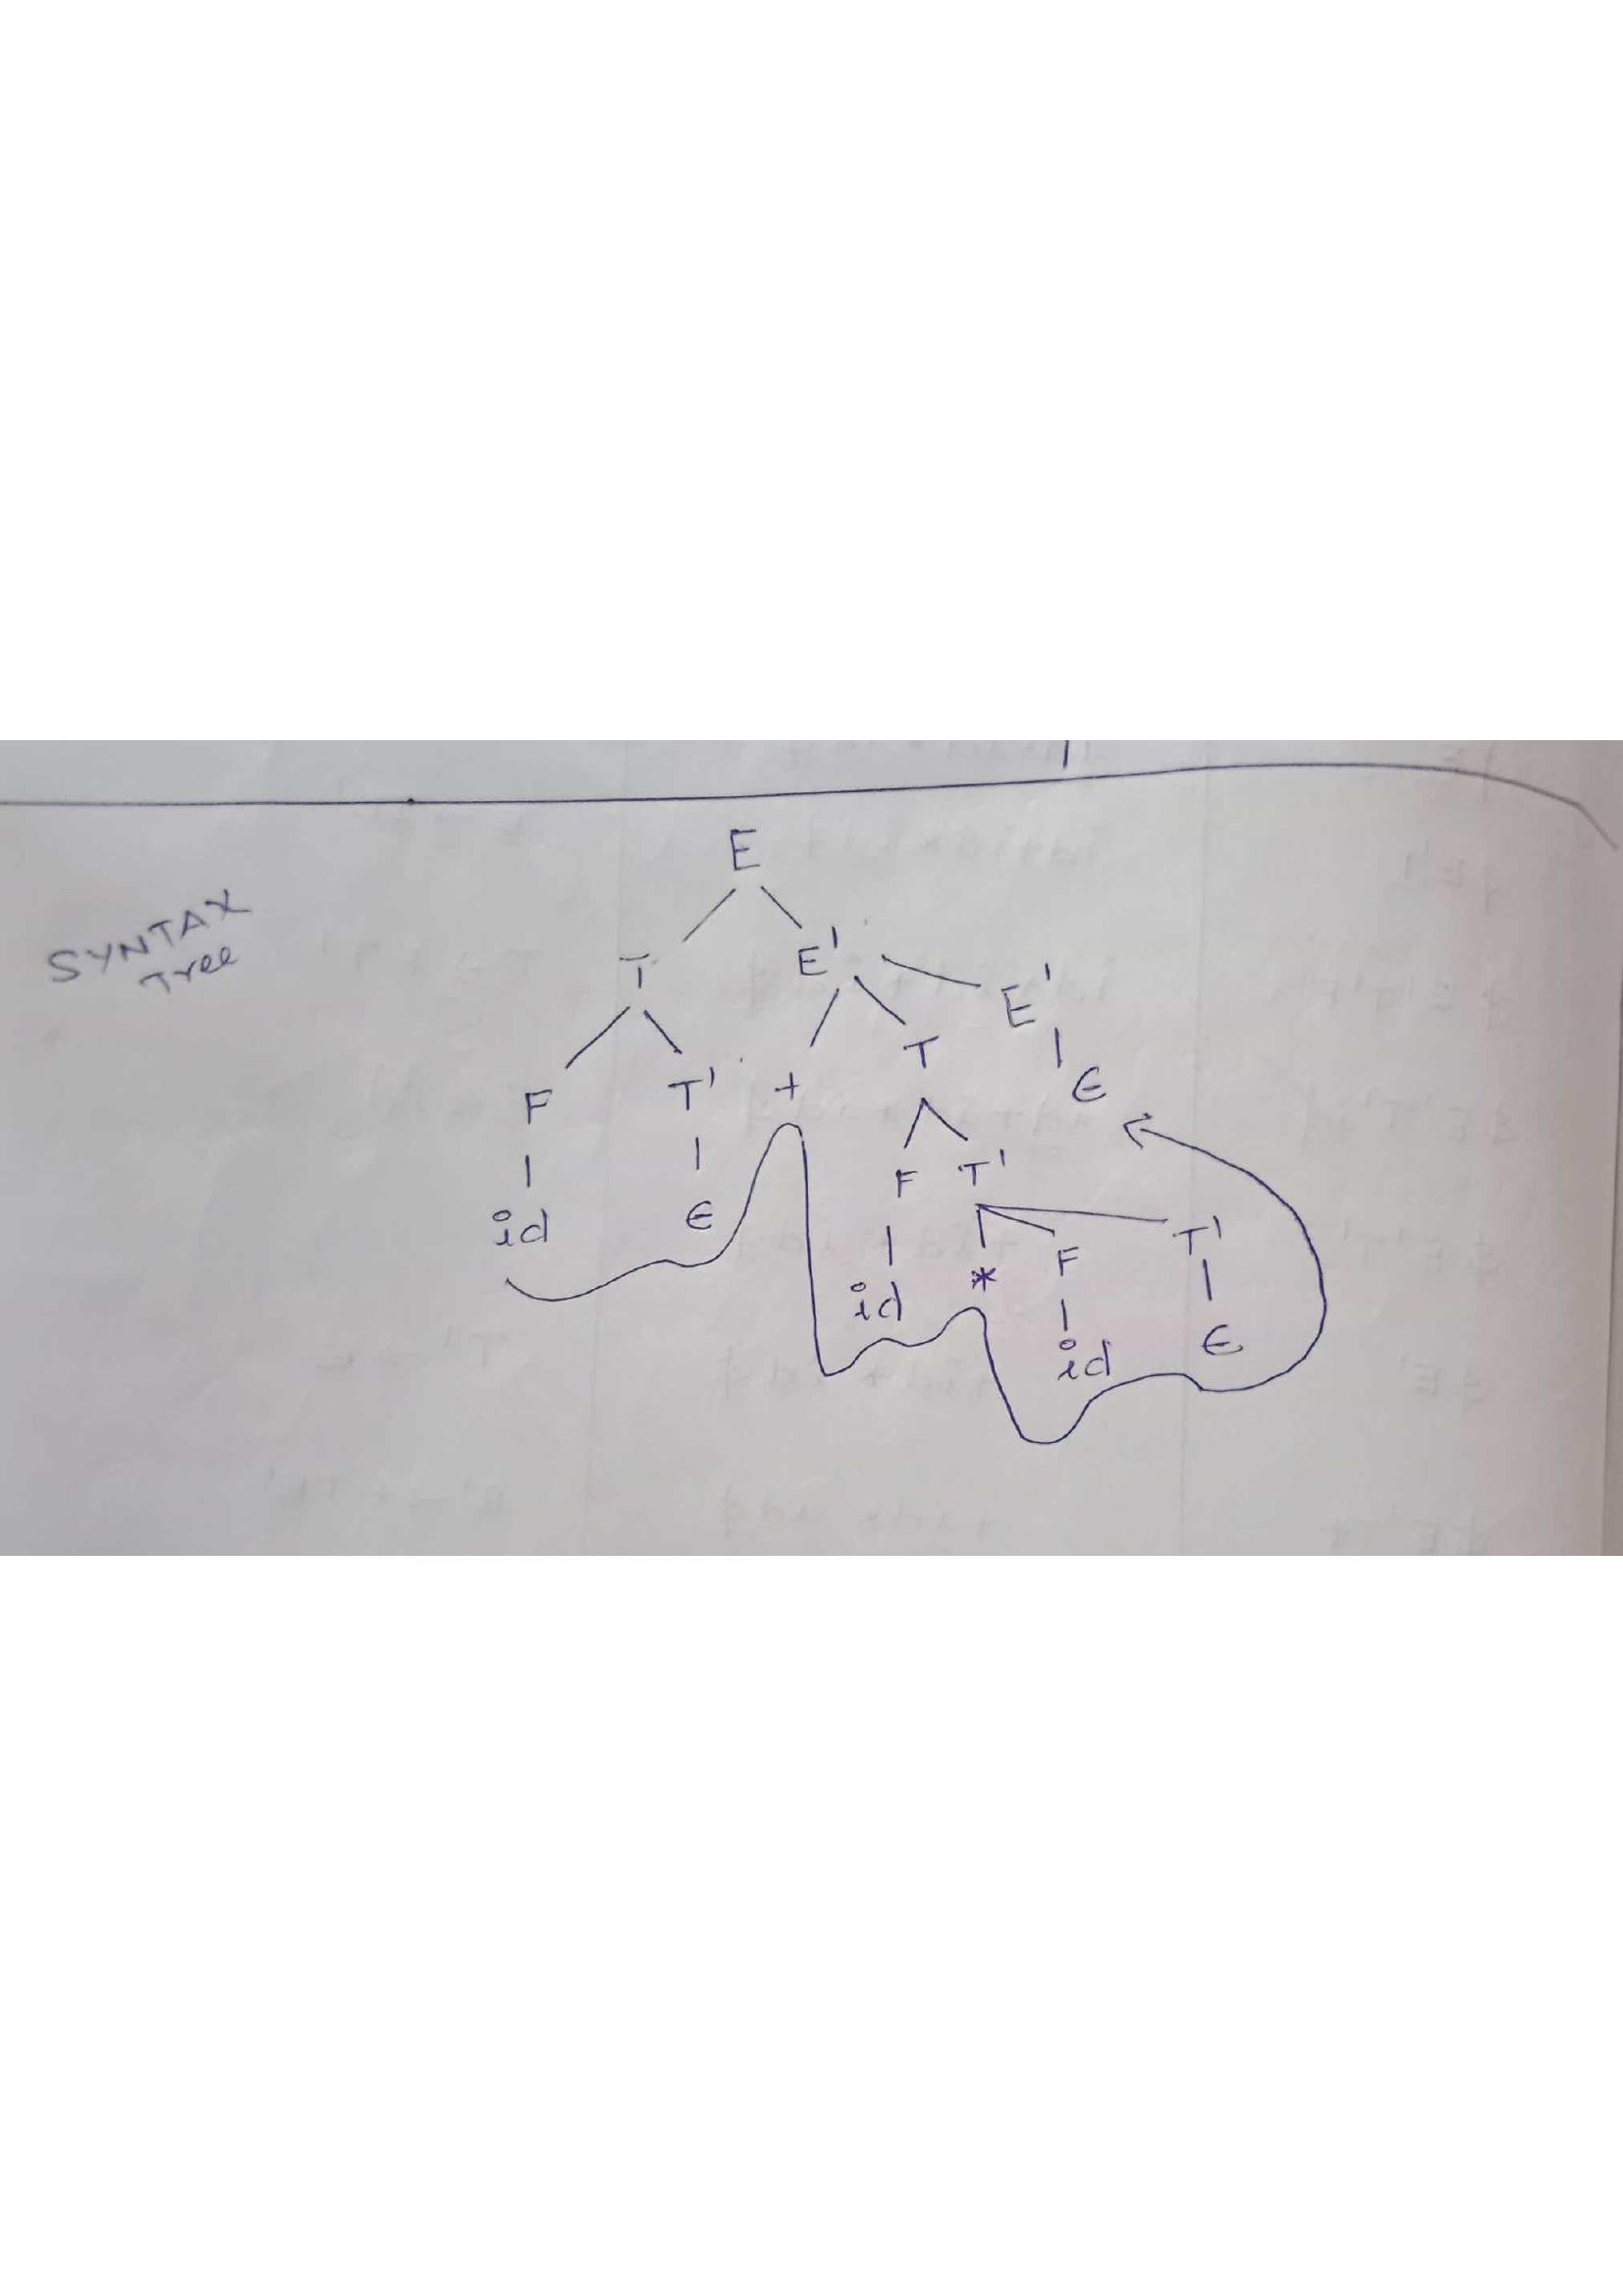 E
SYNTAX
Tree
T E' E'
T
F T' + ϵ
F T'
id ϵ T'
id * F
id ϵ